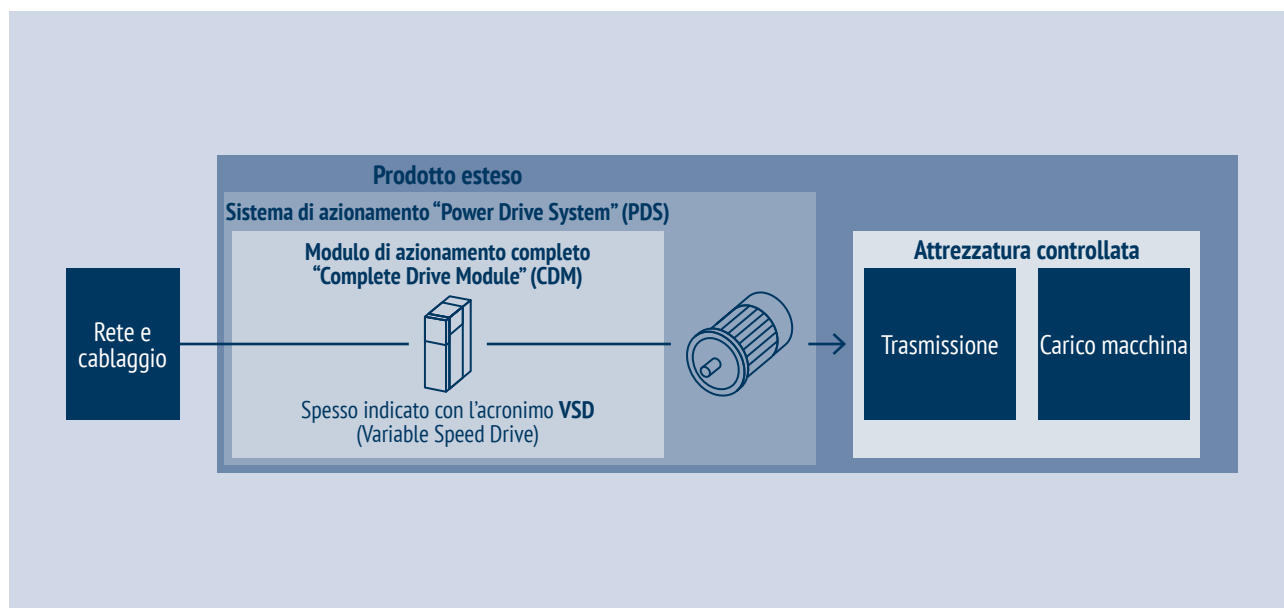 Prodotto esteso
Sistema di azionamento “Power Drive System” (PDS)
Modulo di azionamento completo
“Complete Drive Module” (CDM)
Attrezzatura controllata
Rete e
cablaggio
Trasmissione
Carico macchina
Spesso indicato con l’acronimo VSD
(Variable Speed Drive)